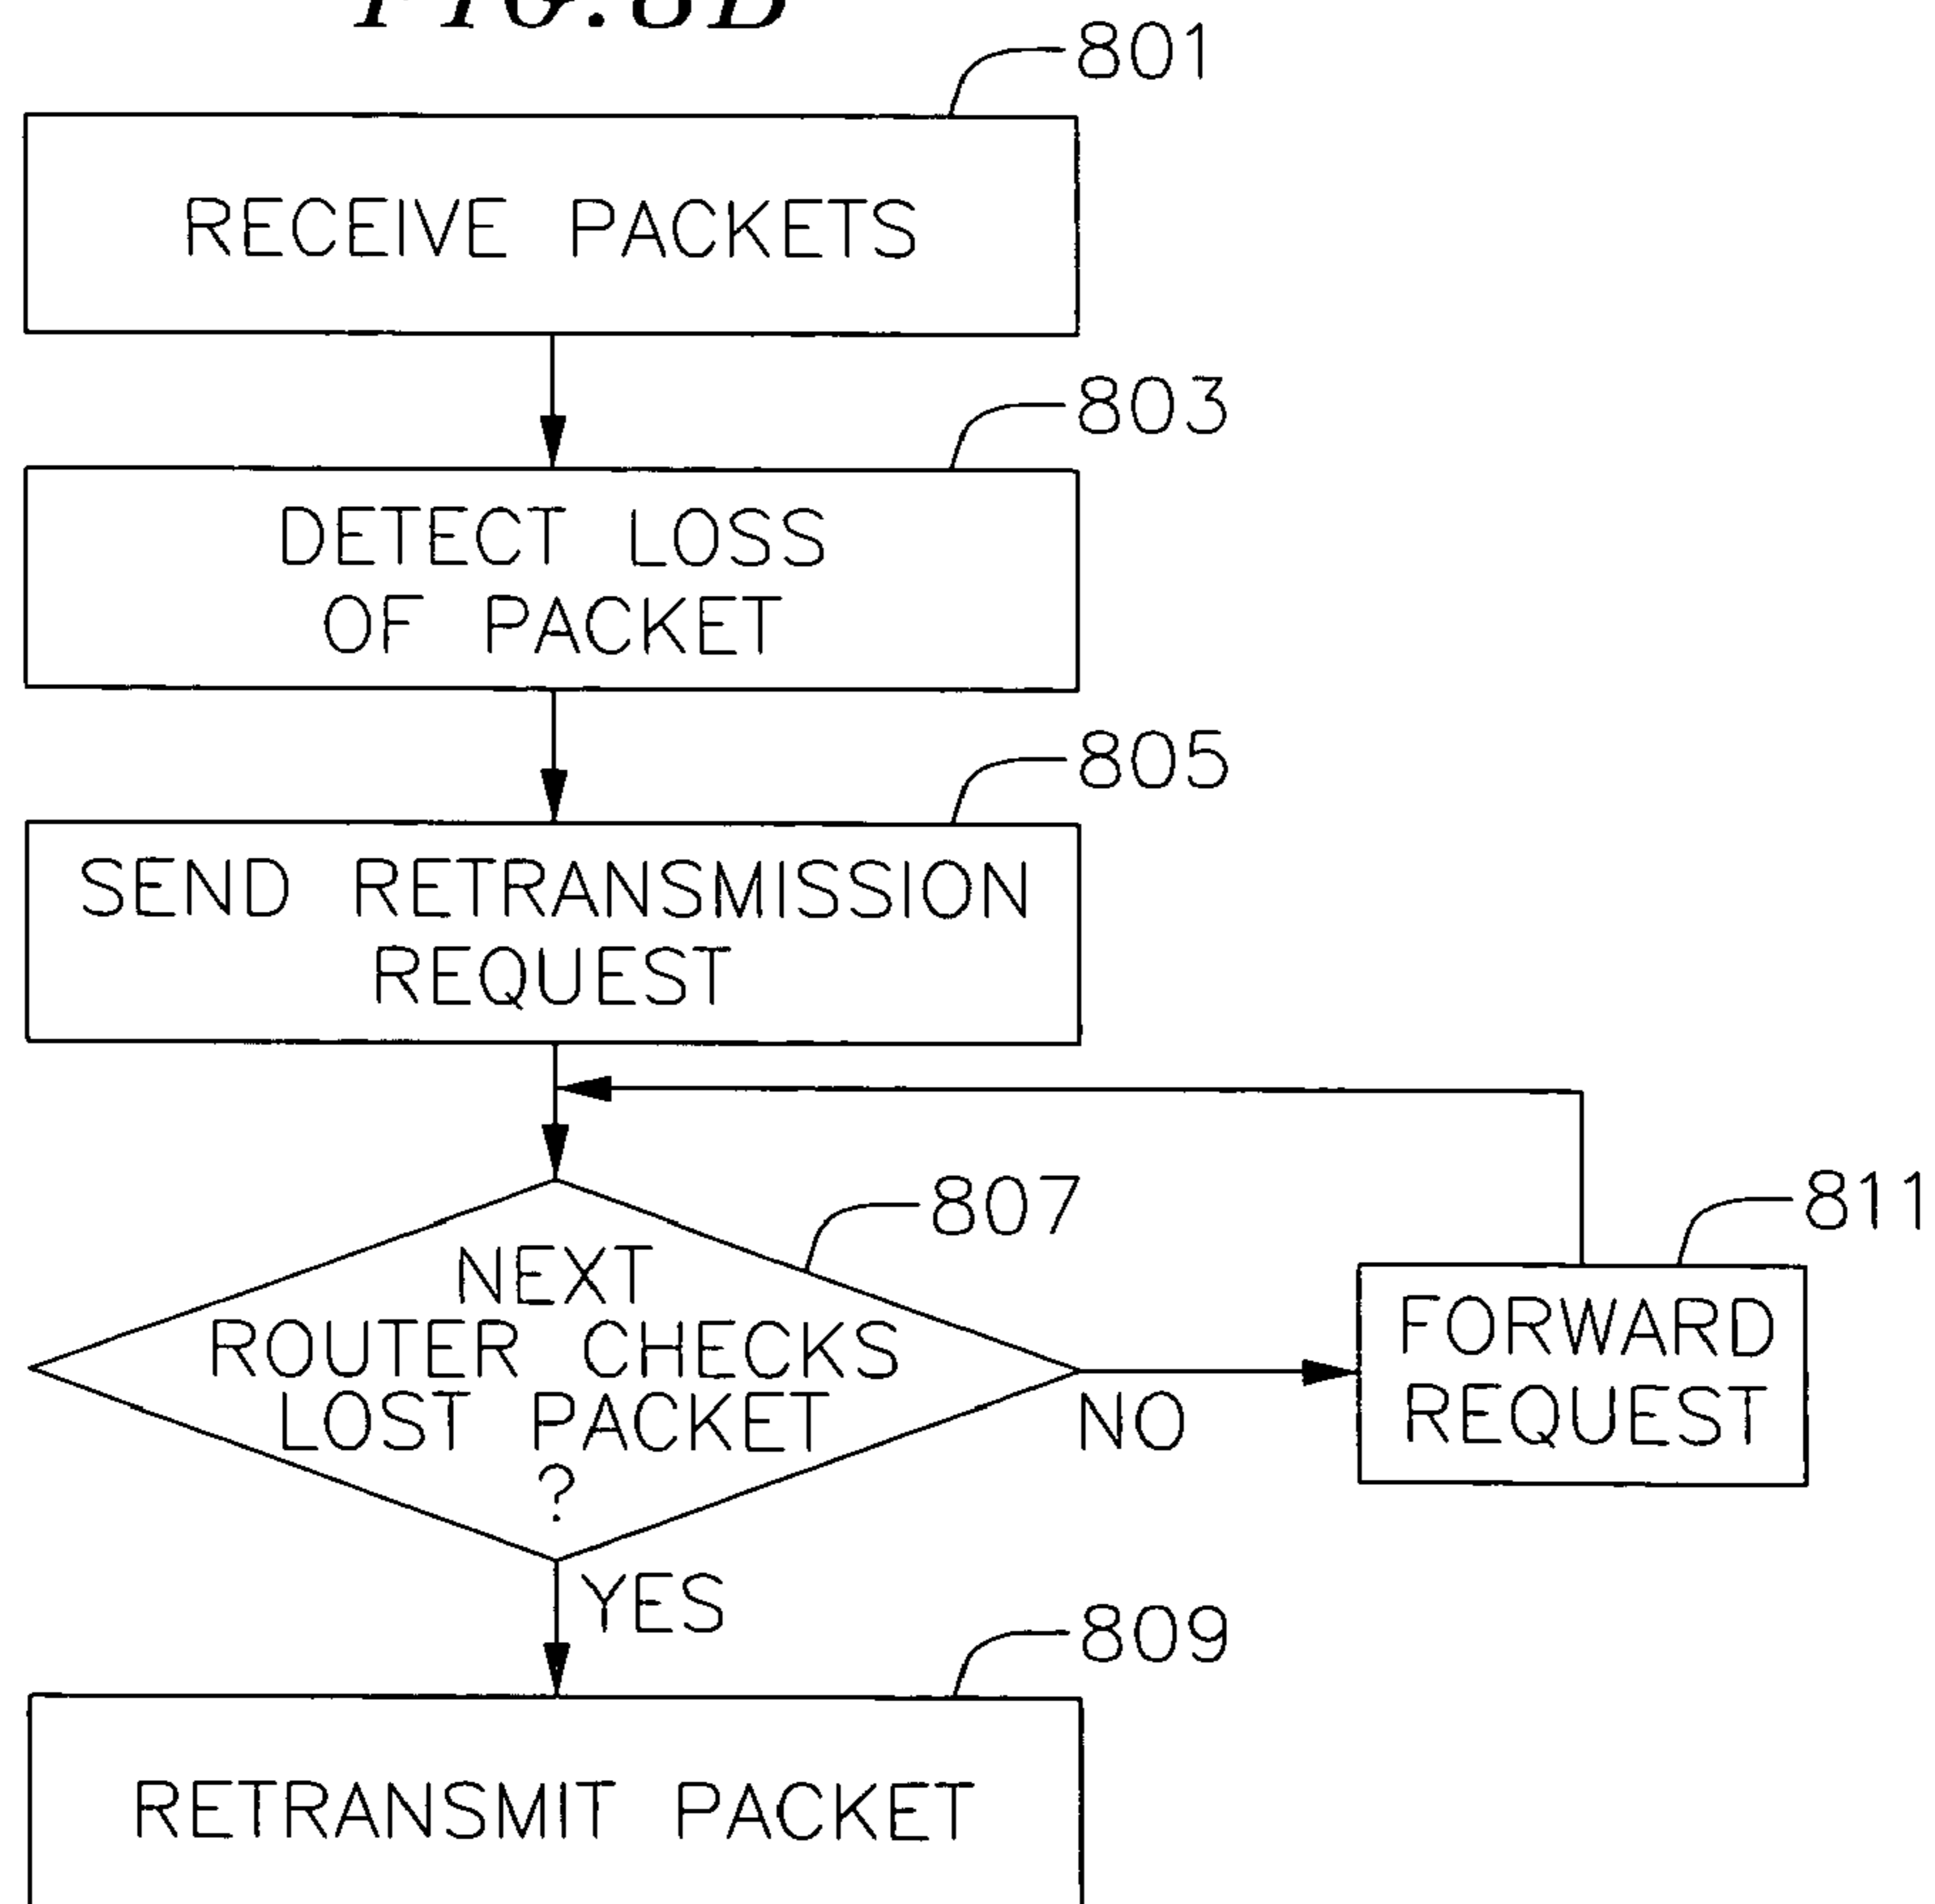 801
RECEIVE PACKETS
803
DETECT LOSS
OF PACKET
805
SEND RETRANSMISSION
REQUEST
807
NEXT
ROUTER CHECKS
LOST PACKET
?
NO
811
FORWARD
REQUEST
YES
809
RETRANSMIT PACKET